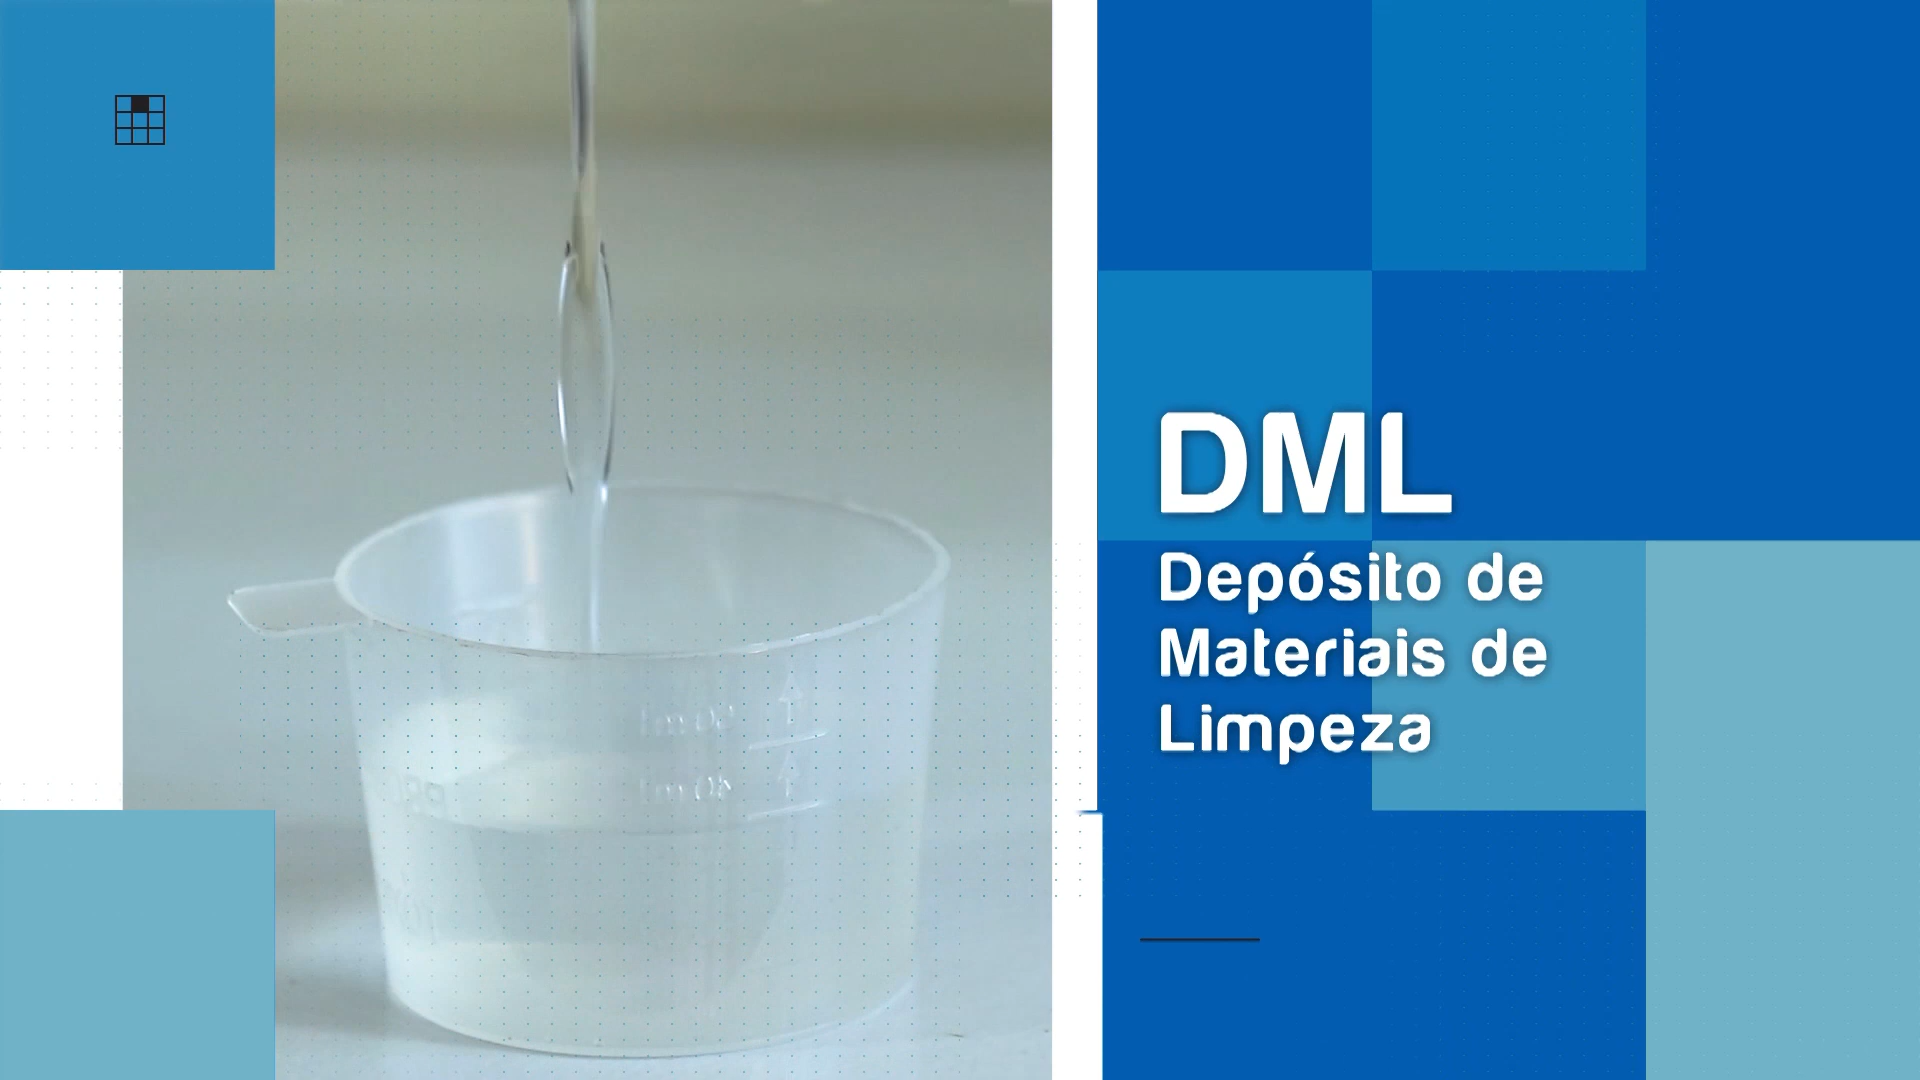 DML
Depósito de
Materiais de
Limpeza